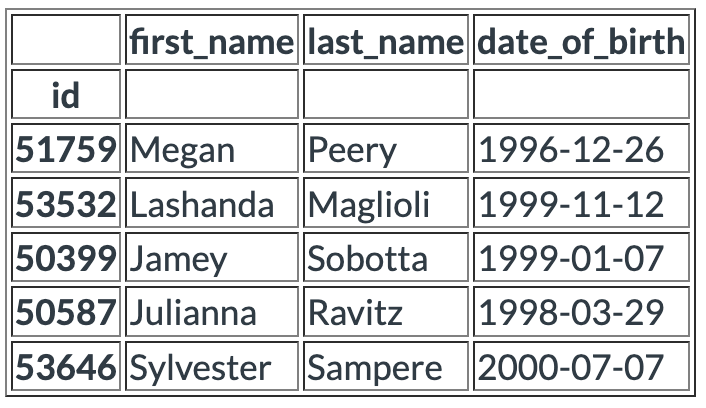 first_name last_name date_of_birth
id
51759 Megan Peery 1996-12-26
53532 Lashanda Maglioli 1999-11-12
50399 Jamey Sobotta 1999-01-07
50587 Julianna Ravitz 1998-03-29
53646 Sylvester Sampere 2000-07-07